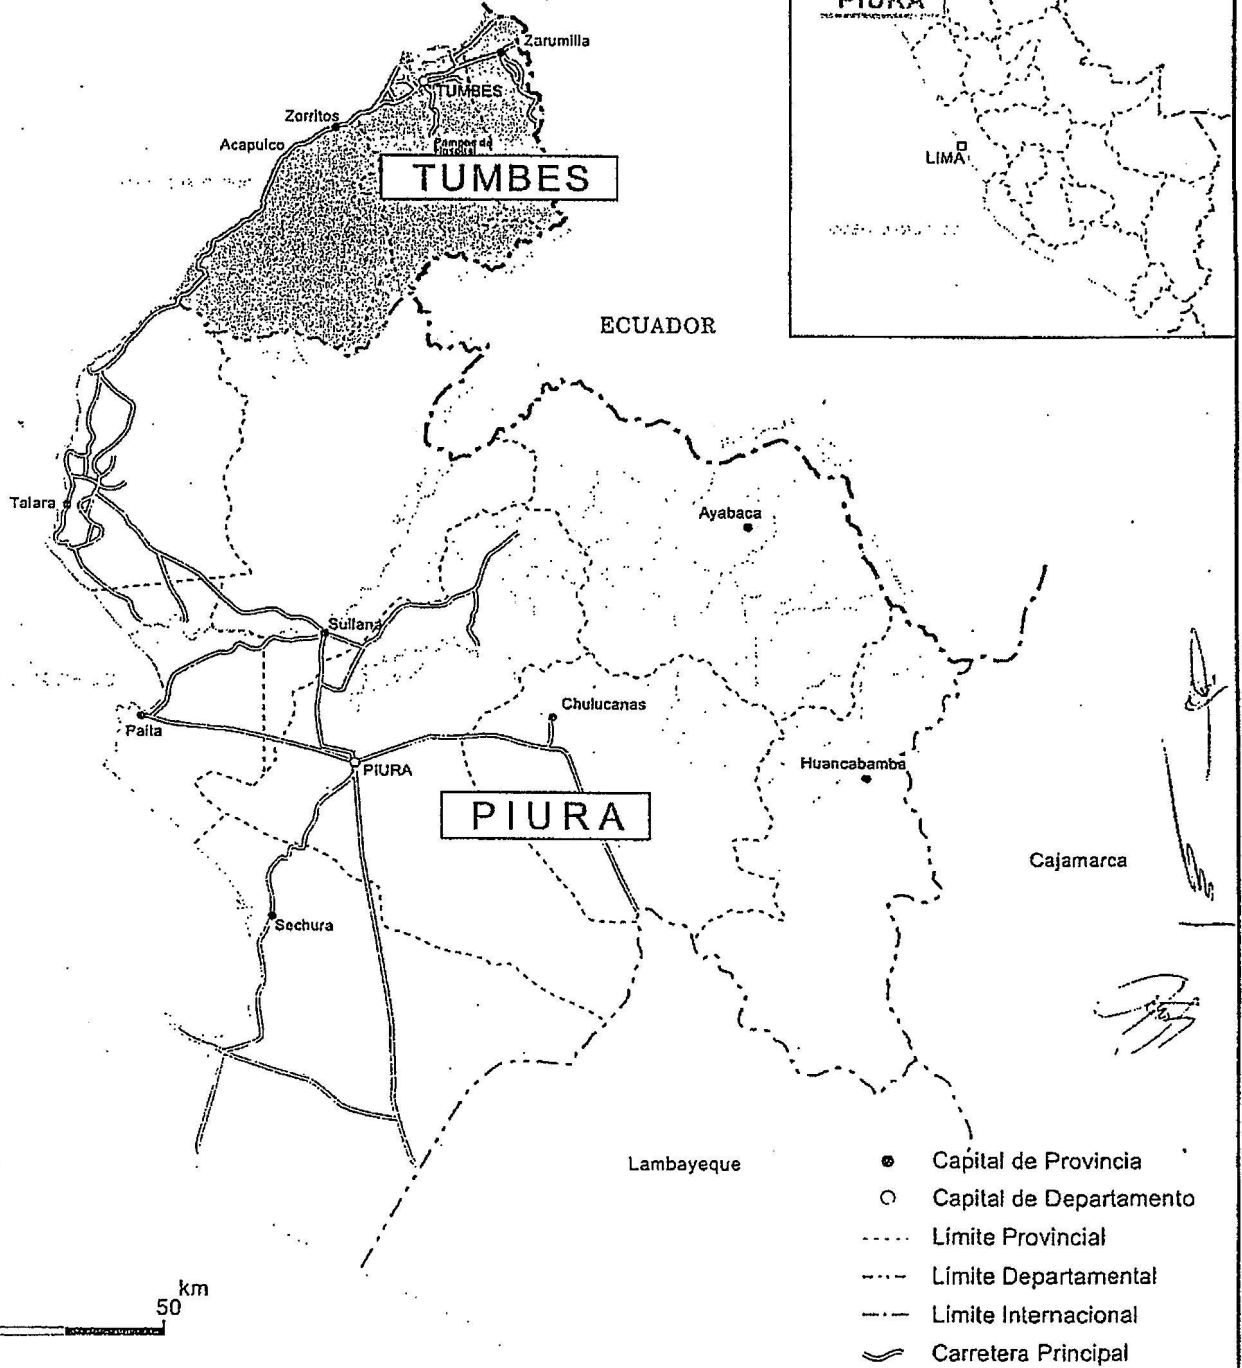 PIURA
Zarumilla
TUMBES
Zorritos
Acapulco
TUMBES
LIMA
ECUADOR
Talara
Ayabaca
Sullana
Chulucanas
Paita
PIURA
Huancabamba
PIURA
Cajamarca
Sechura
Lambayeque
Capital de Provincia
Capital de Departamento
Límite Provincial
Límite Departamental
Límite Internacional
Carretera Principal
km
50